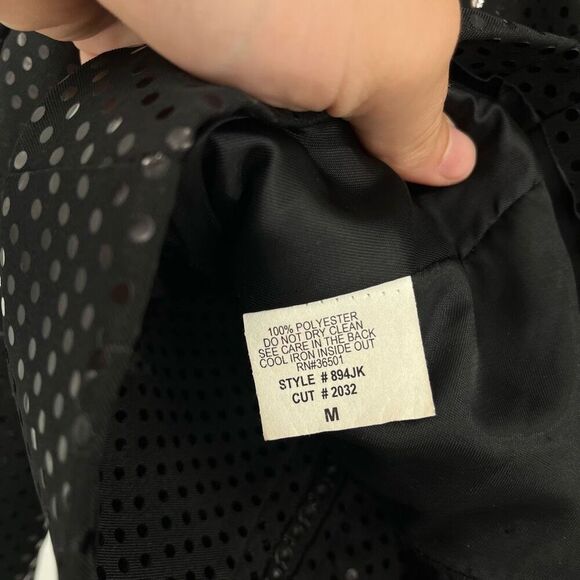 100% POLYESTER
DO NOT DRY CLEAN
SEE CARE IN THE BACK
COOL IRON INSIDE OUT
RN#36501
STYLE # 894JK
CUT # 2032
M